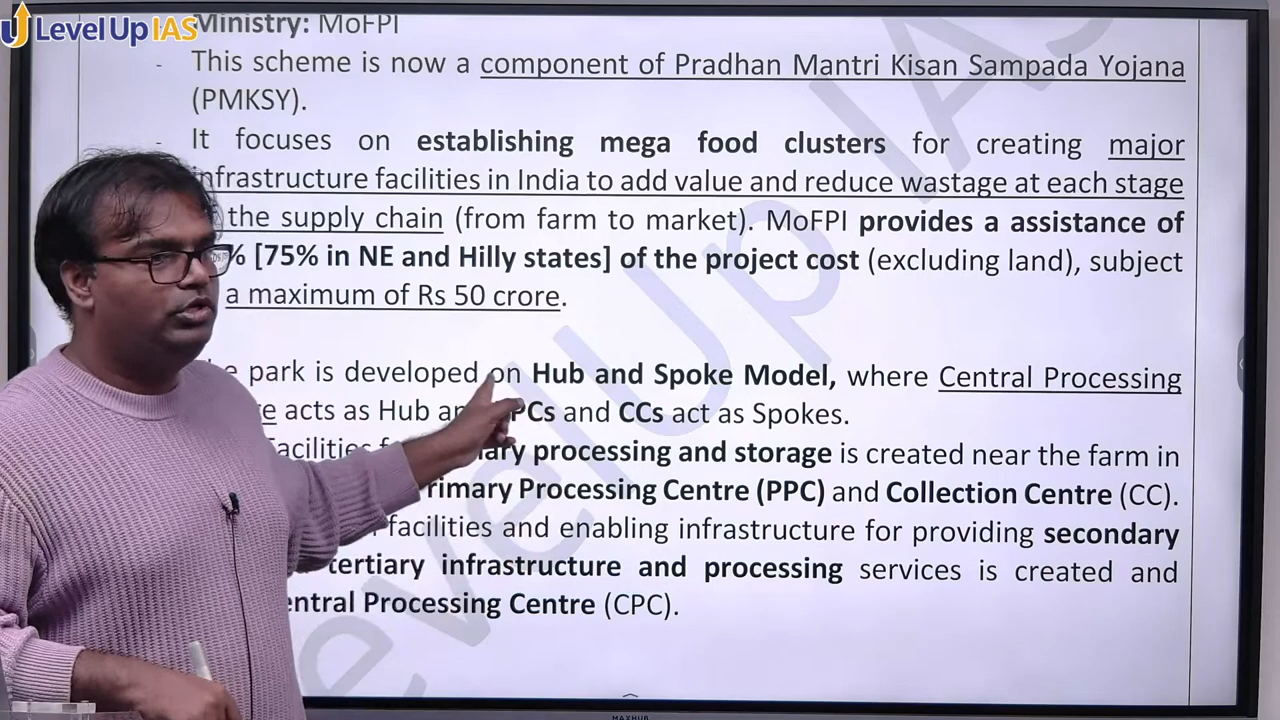 Level Up IAS
Ministry: MoFPI
- This scheme is now a component of Pradhan Mantri Kisan Sampada Yojana
(PMKSY).
- It focuses on establishing mega food clusters for creating major
infrastructure facilities in India to add value and reduce wastage at each stage
the supply chain (from farm to market). MoFPI provides a assistance of
% [75% in NE and Hilly states] of the project cost (excluding land), subject
a maximum of Rs 50 crore.
park is developed on Hub and Spoke Model, where Central Processing
acts as Hub PCs and CCs act as Spokes.
processing and storage is created near the farm in
Primary Processing Centre (PPC) and Collection Centre (CC).
facilities and enabling infrastructure for providing secondary
tertiary infrastructure and processing services is created and
Central Processing Centre (CPC).
Level Up IAS
MAXHUB